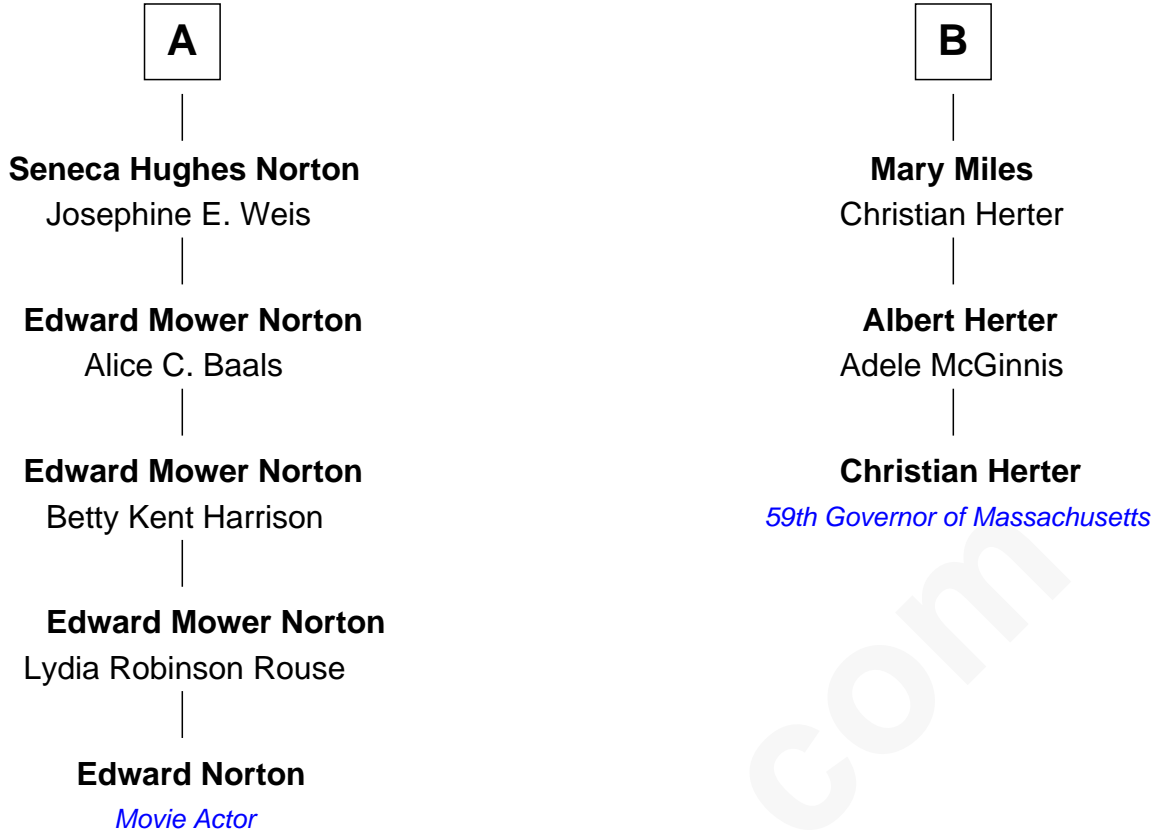 A
Seneca Hughes Norton
Josephine E. Weis
Edward Mower Norton
Alice C. Baals
Edward Mower Norton
Betty Kent Harrison
Edward Mower Norton
Lydia Robinson Rouse
Edward Norton
Movie Actor
B
Mary Miles
Christian Herter
Albert Herter
Adele McGinnis
Christian Herter
59th Governor of Massachusetts
com